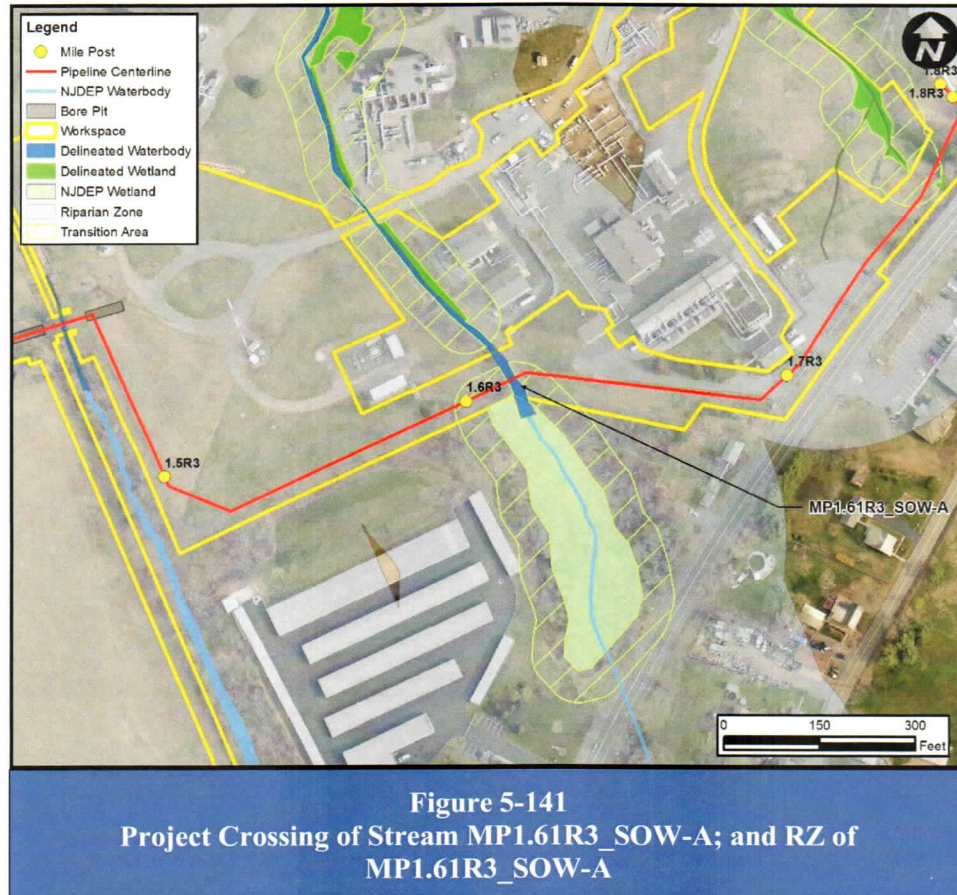 Legend
Mile Post
Pipeline Centerline
NJDEP Waterbody
Bore Pit
Workspace
Delineated Waterbody
Delineated Wetland
NJDEP Wetland
Riparian Zone
Transition Area
N
1.8R3
1.8R3
1.7R3
1.6R3
1.5R3
MP1.61R3_SOW-A
0 150 300
Feet
Figure 5-141
Project Crossing of Stream MP1.61R3_SOW-A; and RZ of
MP1.61R3_SOW-A